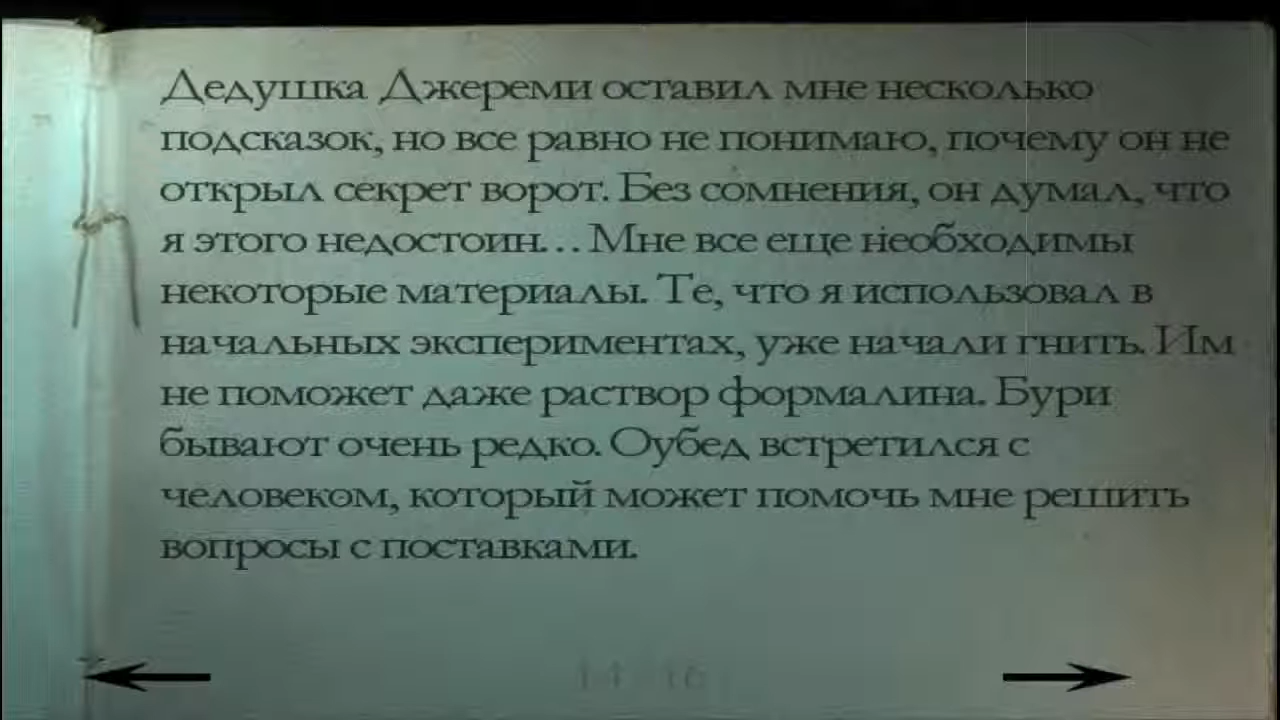 Дедушка Джереми оставил мне несколько
подсказок, но все равно не понимаю, почему он не
открыл секрет ворот. Без сомнения, он думал, что
я этого недостоин... Мне все еще необходимы
некоторые материалы. Те, что я использовал в
начальных экспериментах, уже начали гнить. Им
не поможет даже раствор формалина. Бури
бывают очень редко. Оубед встретился с
человеком, который может помочь мне решить
вопросы с поставками.
14 / 16